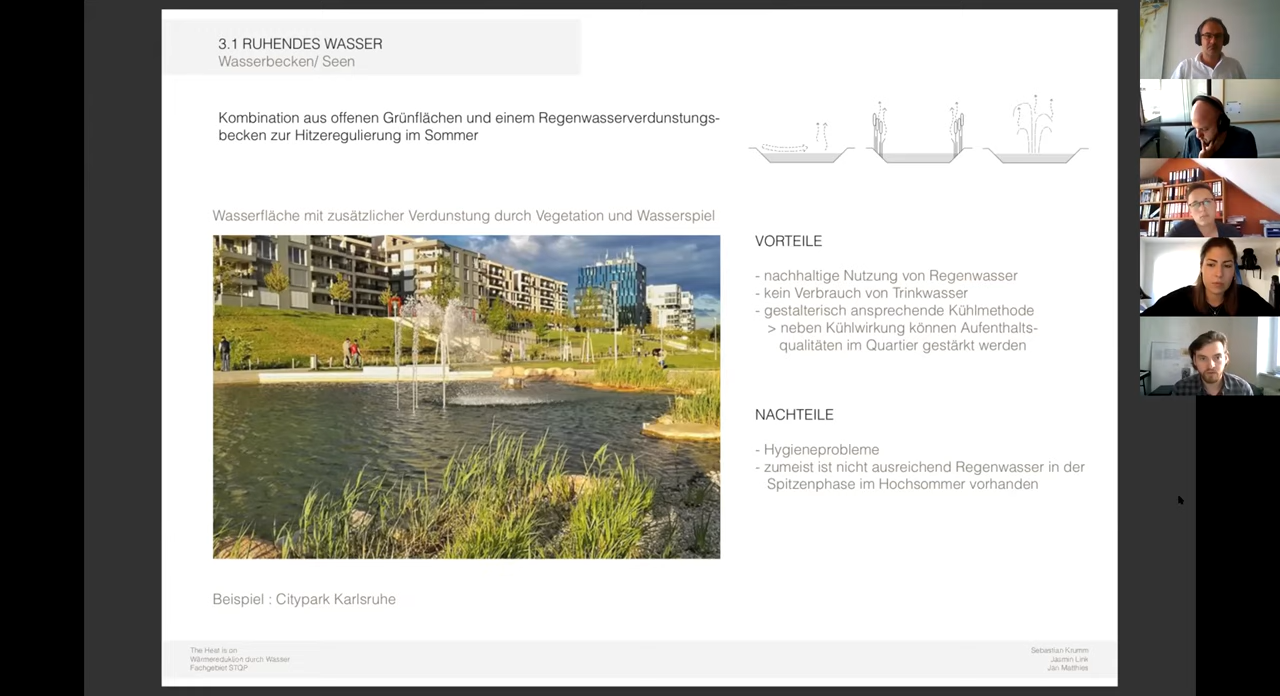 3.1 RUHENDES WASSER
Wasserbecken/ Seen
Kombination aus offenen Grünflächen und einem Regenwasserverdunstungs-
becken zur Hitzeregulierung im Sommer
Wasserfläche mit zusätzlicher Verdunstung durch Vegetation und Wasserspiel
VORTEILE
- nachhaltige Nutzung von Regenwasser
- kein Verbrauch von Trinkwasser
- gestalterisch ansprechende Kühlmethode
> neben Kühlwirkung können Aufenthalts-
qualitäten im Quartier gestärkt werden
NACHTEILE
- Hygieneprobleme
- zumeist ist nicht ausreichend Regenwasser in der
Spitzenphase im Hochsommer vorhanden
Beispiel : Citypark Karlsruhe
The Heat is on
Wärmereduktion durch Wasser
Fachgebiet STQP
Sebastian Krumm
Jasmin Link
Jan Matthies